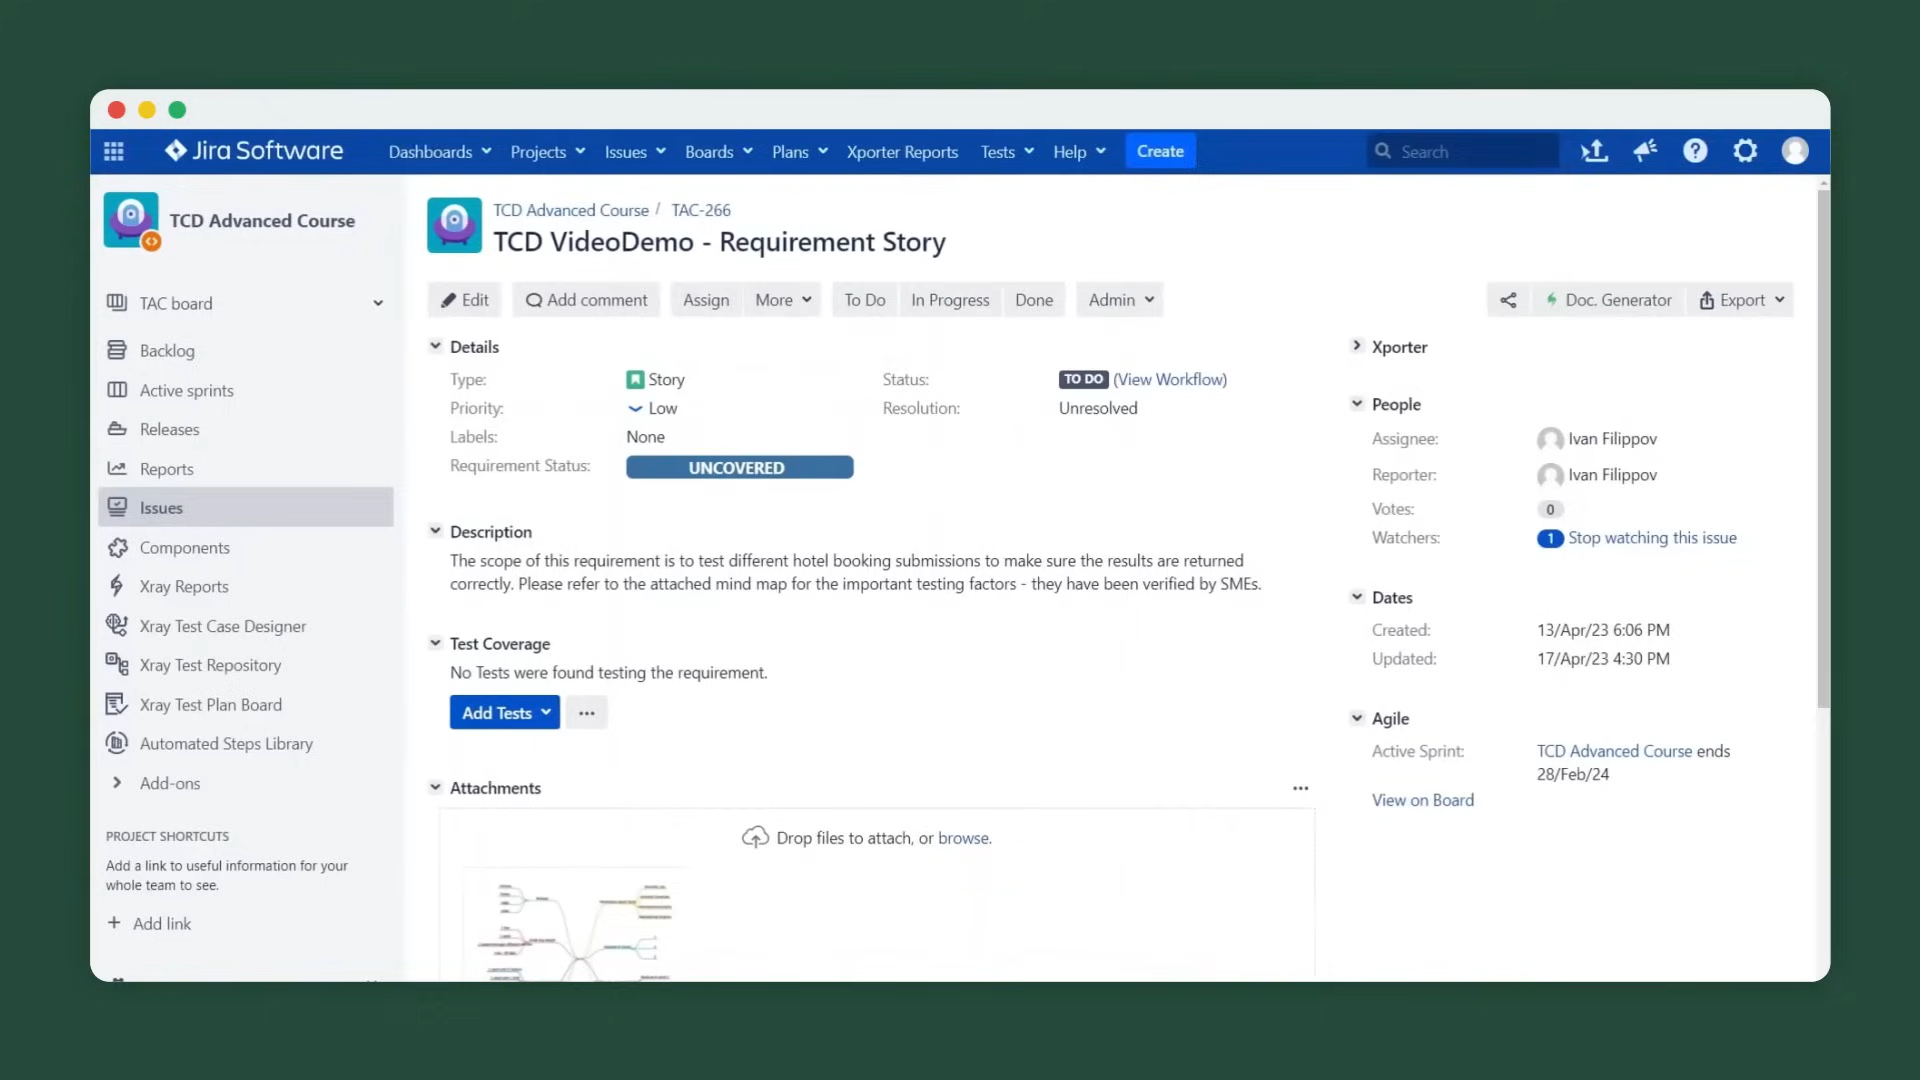 Jira Software
Dashboards Projects Issues Boards Plans Xporter Reports Tests Help Create Search
TCD Advanced Course
TAC board
Backlog
Active sprints
Releases
Reports
Issues
Components
Xray Reports
Xray Test Case Designer
Xray Test Repository
Xray Test Plan Board
Automated Steps Library
Add-ons
PROJECT SHORTCUTS
Add a link to useful information for your
whole team to see.
+ Add link
TCD Advanced Course / TAC-266
TCD VideoDemo - Requirement Story
Edit Add comment Assign More To Do In Progress Done Admin Doc. Generator Export
Details
Type: Story Status: TO DO (View Workflow)
Priority: Low Resolution: Unresolved
Labels: None
Requirement Status: UNCOVERED
Description
The scope of this requirement is to test different hotel booking submissions to make sure the results are returned
correctly. Please refer to the attached mind map for the important testing factors - they have been verified by SMEs.
Test Coverage
No Tests were found testing the requirement.
Add Tests ...
Attachments ...
Drop files to attach, or browse.
Xporter
People
Assignee: Ivan Filippov
Reporter: Ivan Filippov
Votes: 0
Watchers: 1 Stop watching this issue
Dates
Created: 13/Apr/23 6:06 PM
Updated: 17/Apr/23 4:30 PM
Agile
Active Sprint: TCD Advanced Course ends
28/Feb/24
View on Board